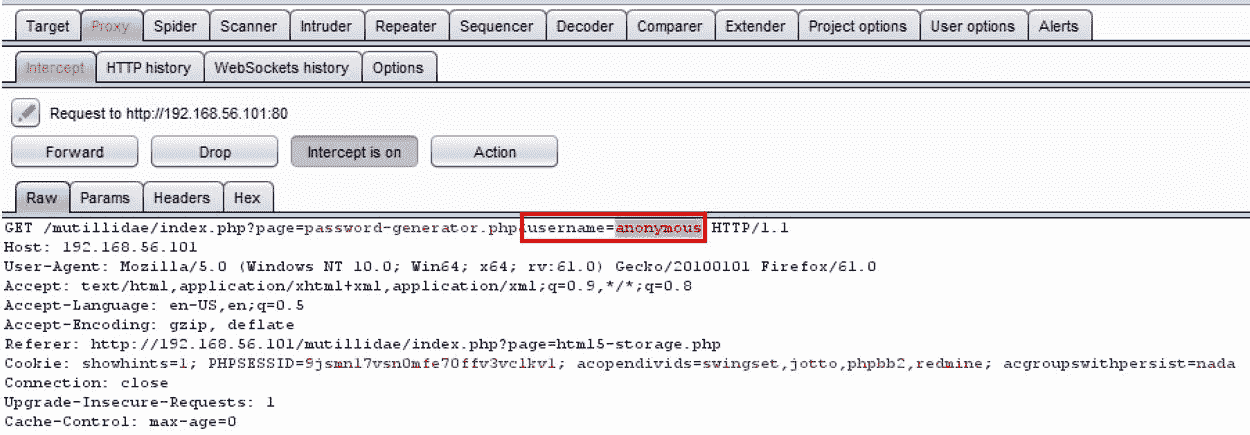 Target Proxy Spider Scanner Intruder Repeater Sequencer Decoder Comparer Extender Project options User options Alerts
Intercept HTTP history WebSockets history Options
Request to http://192.168.56.101:80
Forward Drop Intercept is on Action
Raw Params Headers Hex
GET /mutillidae/index.php?page=password-generator.php&username=anonymous HTTP/1.1
Host: 192.168.56.101
User-Agent: Mozilla/5.0 (Windows NT 10.0; Win64; x64; rv:61.0) Gecko/20100101 Firefox/61.0
Accept: text/html,application/xhtml+xml,application/xml;q=0.9,*/*;q=0.8
Accept-Language: en-US,en;q=0.5
Accept-Encoding: gzip, deflate
Referer: http://192.168.56.101/mutillidae/index.php?page=html5-storage.php
Cookie: showhints=1; PHPSESSID=9jsmnl7vsn0mfe70ffv3vclkv1; acopendivids=swingset,jotto,phpbb2,redmine; acgroupswithpersist=nada
Connection: close
Upgrade-Insecure-Requests: 1
Cache-Control: max-age=0